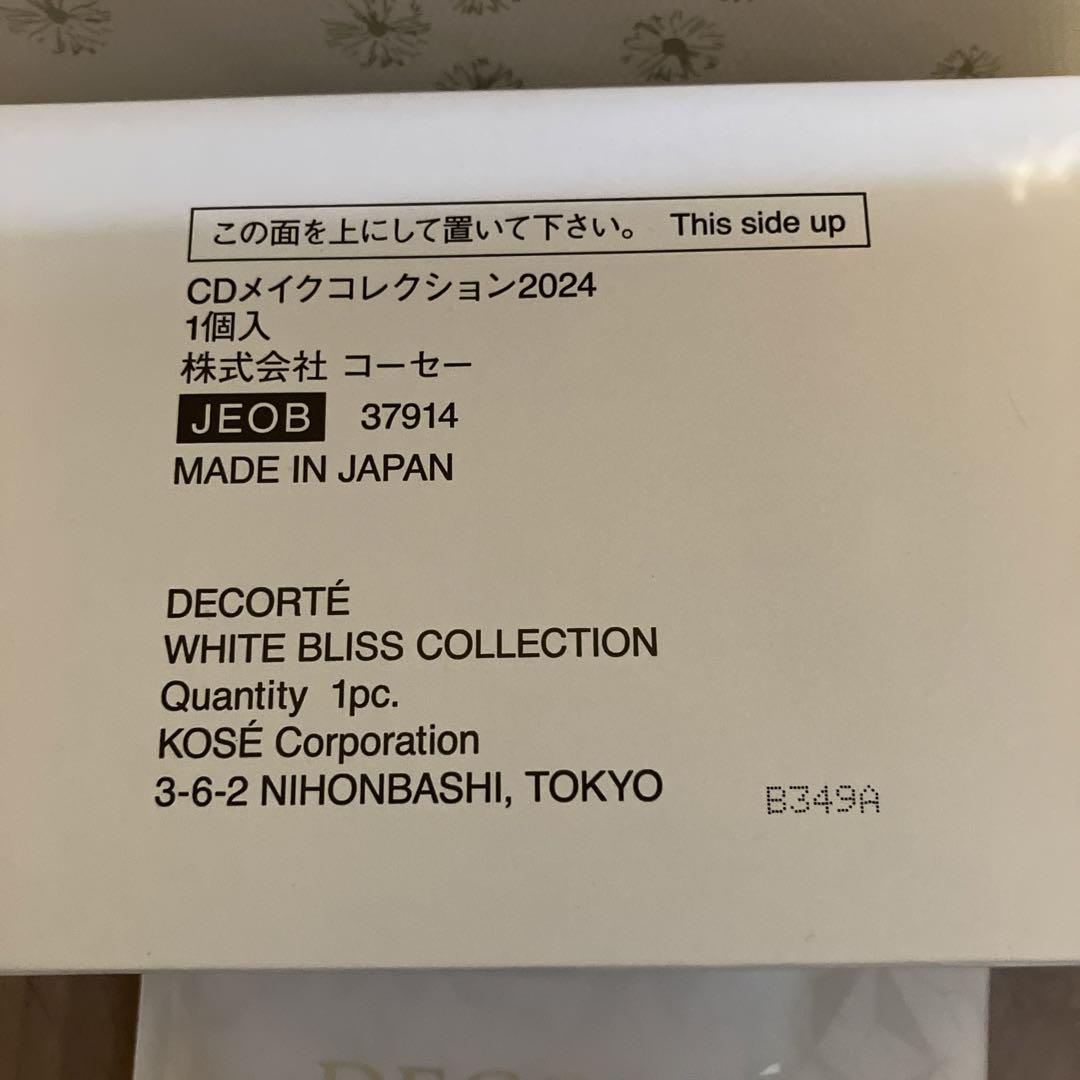 この面を上にして置いて下さい。 This side up
CDメイクコレクション2024
1個入
株式会社 コーセー
JEOB 37914
MADE IN JAPAN
DECORTÉ
WHITE BLISS COLLECTION
Quantity 1pc.
KOSÉ Corporation
3-6-2 NIHONBASHI, TOKYO
B349A